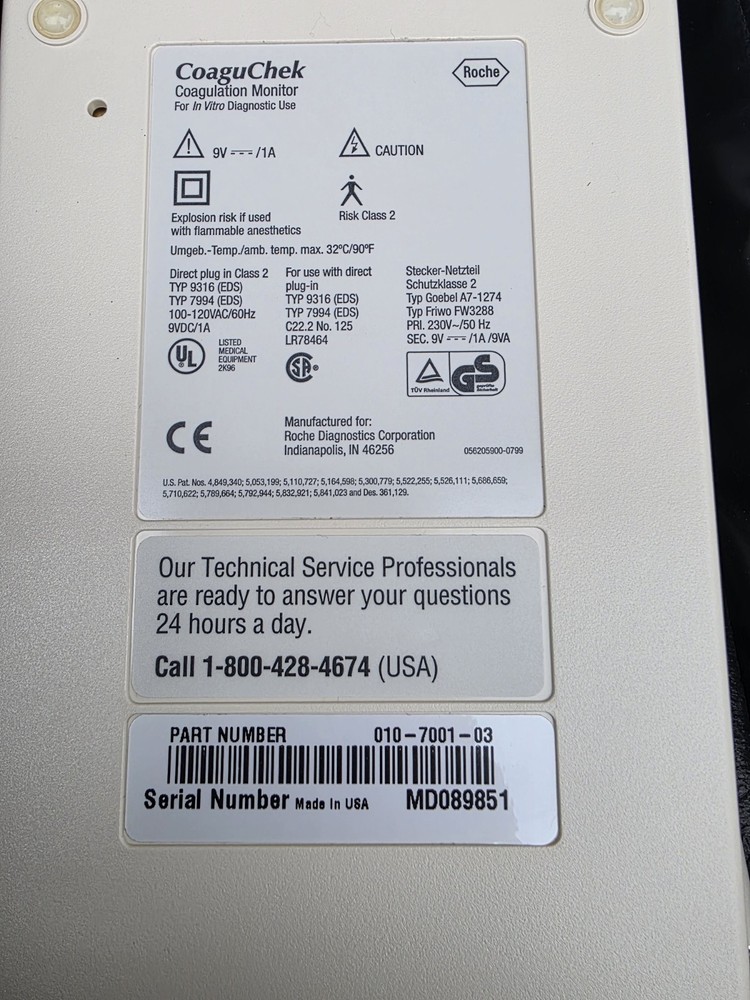 CoaguChek
Coagulation Monitor
For In Vitro Diagnostic Use
Roche
9V /1A
CAUTION
Explosion risk if used
with flammable anesthetics
Risk Class 2
Umgeb.-Temp./amb. temp. max. 32ºC/90ºF
Direct plug in Class 2
TYP 9316 (EDS)
TYP 7994 (EDS)
100-120VAC/60Hz
9VDC/1A
UL
LISTED
MEDICAL
EQUIPMENT
2K96
For use with direct
plug-in
TYP 9316 (EDS)
TYP 7994 (EDS)
C22.2 No. 125
LR78464
SA
Stecker-Netzteil
Schutzklasse 2
Typ Goebel A7-1274
Typ Friwo FW3288
PRI. 230V~/50 Hz
SEC. 9V /1A /9VA
TÜV Rheinland
GS
geprüfte
Sicherheit
CE
Manufactured for:
Roche Diagnostics Corporation
Indianapolis, IN 46256
056205900-0799
U.S. Pat. Nos. 4,849,340; 5,053,199; 5,110,727; 5,164,598; 5,300,779; 5,522,255; 5,526,111; 5,686,659;
5,710,622; 5,789,664; 5,792,944; 5,832,921; 5,841,023 and Des. 361,129.
Our Technical Service Professionals
are ready to answer your questions
24 hours a day.
Call 1-800-428-4674 (USA)
PART NUMBER 010-7001-03
Serial Number Made In USA MD089851